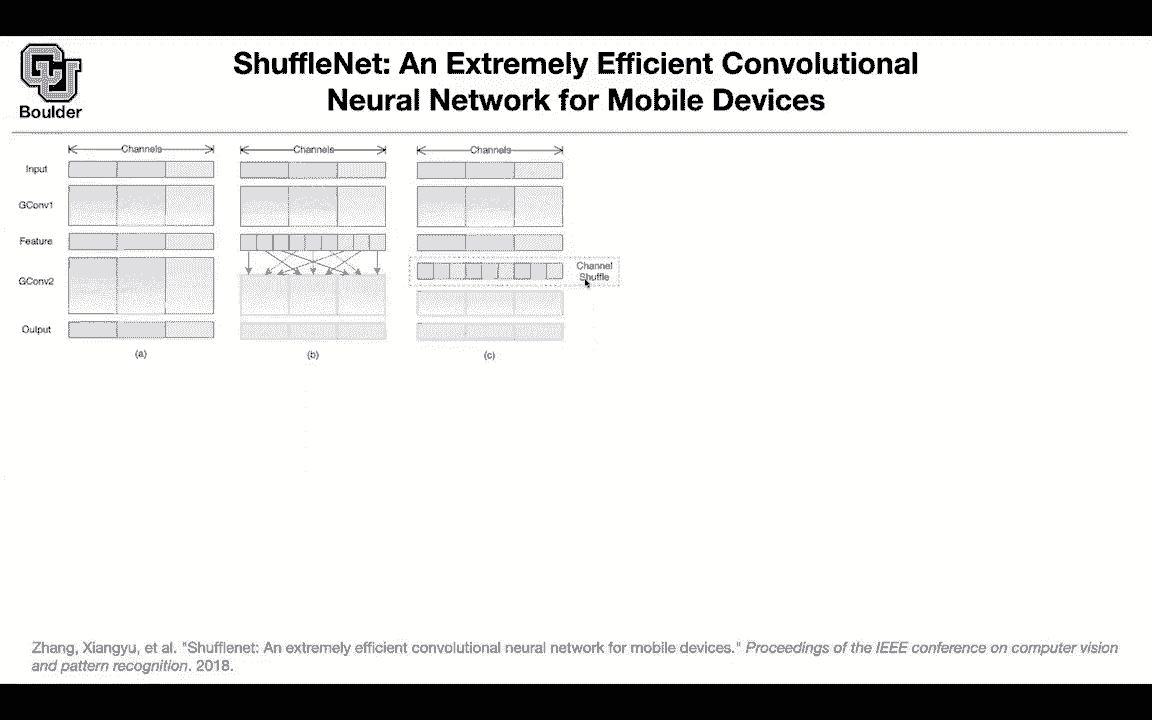 Boulder
ShuffleNet: An Extremely Efficient Convolutional
Neural Network for Mobile Devices
Channels Channels Channels
Input
GConv1
Feature
Channel
Shuffle
GConv2
Output
(a) (b) (c)
Zhang, Xiangyu, et al. "Shufflenet: An extremely efficient convolutional neural network for mobile devices." Proceedings of the IEEE conference on computer vision
and pattern recognition. 2018.